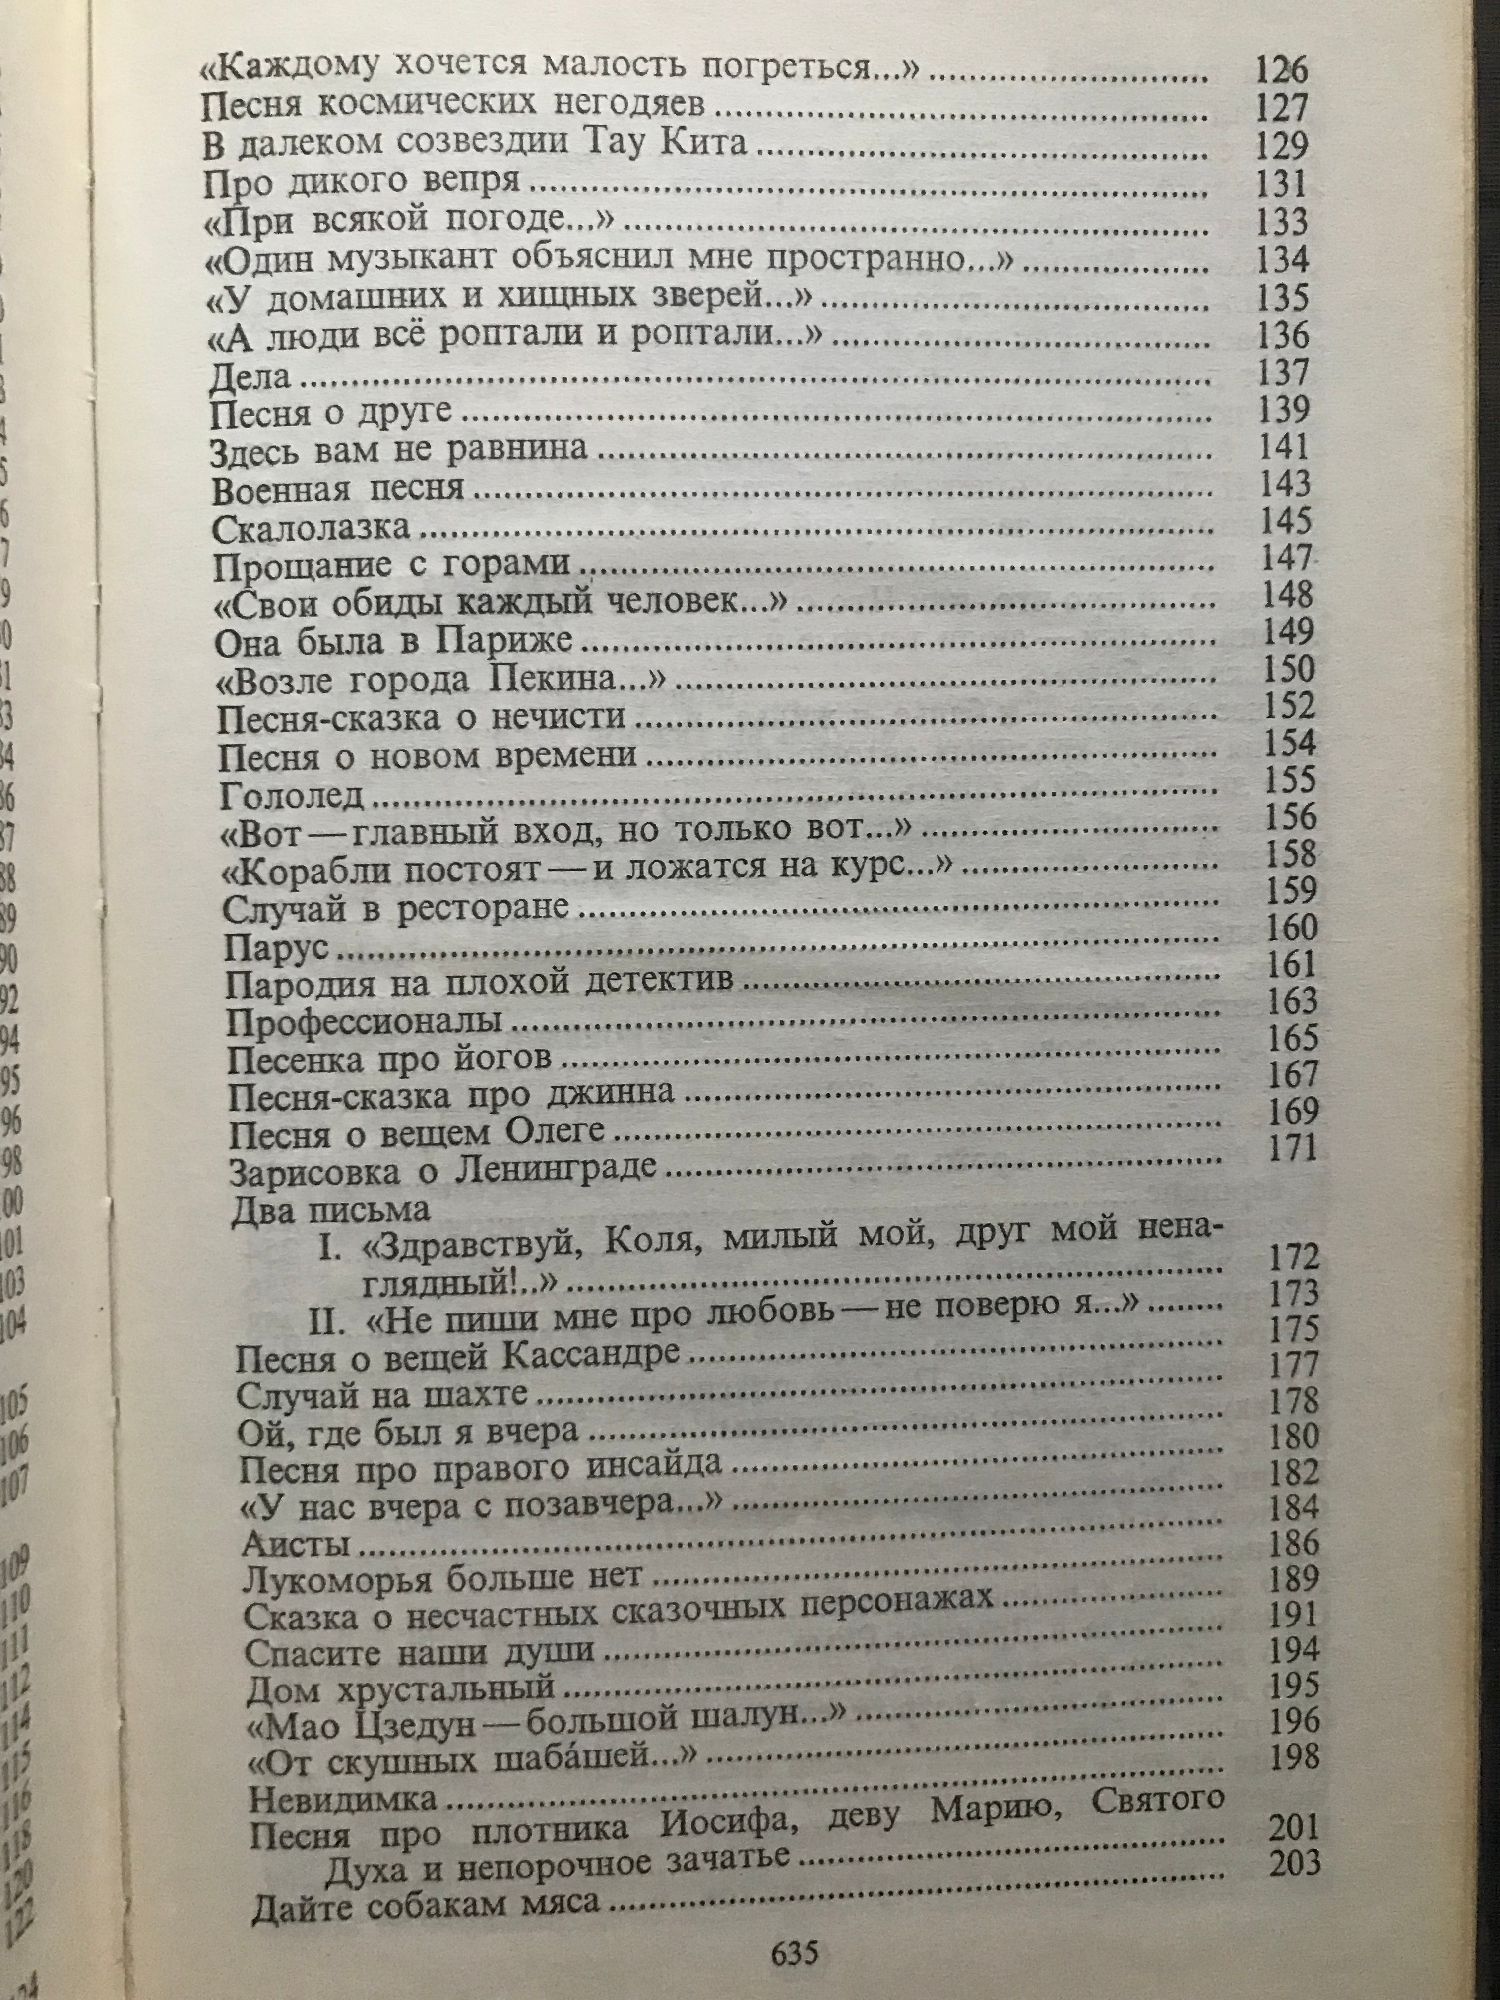 «Каждому хочется малость погреться...» 126
Песня космических негодяев 127
В далеком созвездии Тау Кита 129
Про дикого вепря 131
«При всякой погоде...» 133
«Один музыкант объяснил мне пространно...» 134
«У домашних и хищных зверей...» 135
«А люди всё роптали и роптали...» 136
Дела 137
Песня о друге 139
Здесь вам не равнина 141
Военная песня 143
Скалолазка 145
Прощание с горами 147
«Свои обиды каждый человек...» 148
Она была в Париже 149
«Возле города Пекина...» 150
Песня-сказка о нечисти 152
Песня о новом времени 154
Гололед 155
«Вот — главный вход, но только вот...» 156
«Корабли постоят — и ложатся на курс...» 158
Случай в ресторане 159
Парус 160
Пародия на плохой детектив 161
Профессионалы 163
Песенка про йогов 165
Песня-сказка про джинна 167
Песня о вещем Олеге 169
Зарисовка о Ленинграде 171
Два письма
I. «Здравствуй, Коля, милый мой, друг мой нена-
глядный!..» 172
II. «Не пиши мне про любовь — не поверю я...» 173
Песня о вещей Кассандре 175
Случай на шахте 177
Ой, где был я вчера 178
Песня про правого инсайда 180
«У нас вчера с позавчера...» 182
Аисты 184
Лукоморья больше нет 186
Сказка о несчастных сказочных персонажах 189
Спасите наши души 191
Дом хрустальный 194
«Мао Цзедун — большой шалун...» 195
«От скушных шаба́шей...» 196
Невидимка 198
Песня про плотника Иосифа, деву Марию, Святого
Духа и непорочное зачатье 201
Дайте собакам мяса 203
635